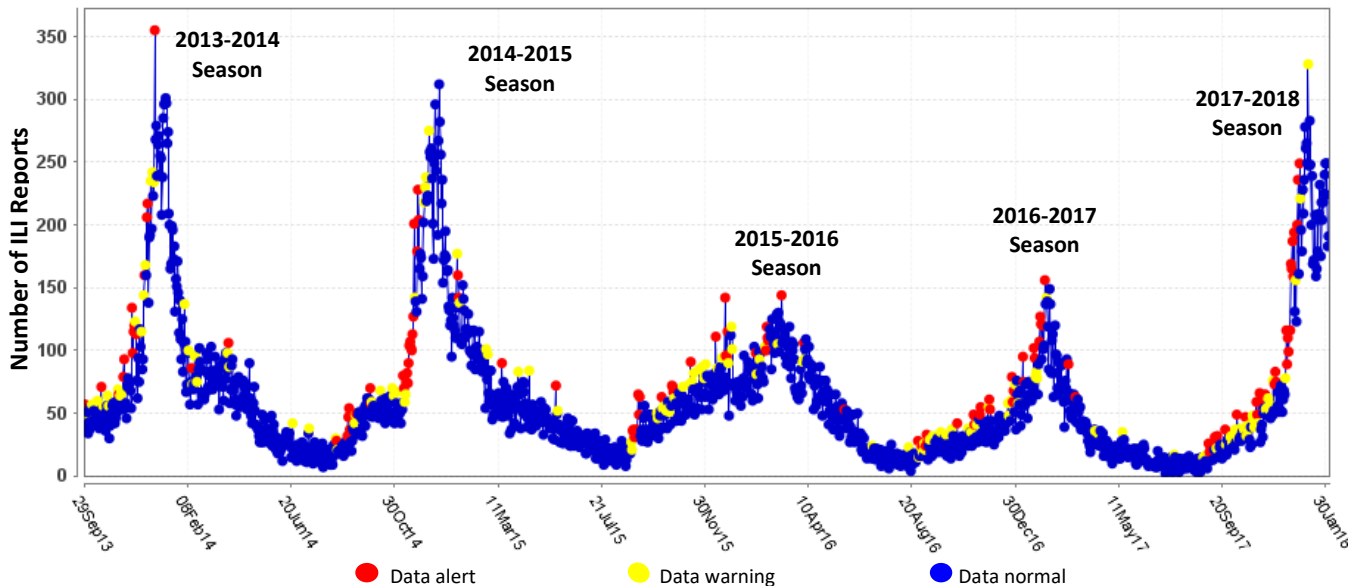 350
300
250
200
150
100
50
0
Number of ILI Reports
2013-2014
Season
2014-2015
Season
2015-2016
Season
2016-2017
Season
2017-2018
Season
29Sep13
06Feb14
20Jun14
30Oct14
11Mar15
21Jul15
30Nov15
10Apr16
20Aug16
30Dec16
11May17
20Sep17
30Jan18
Data alert
Data warning
Data normal